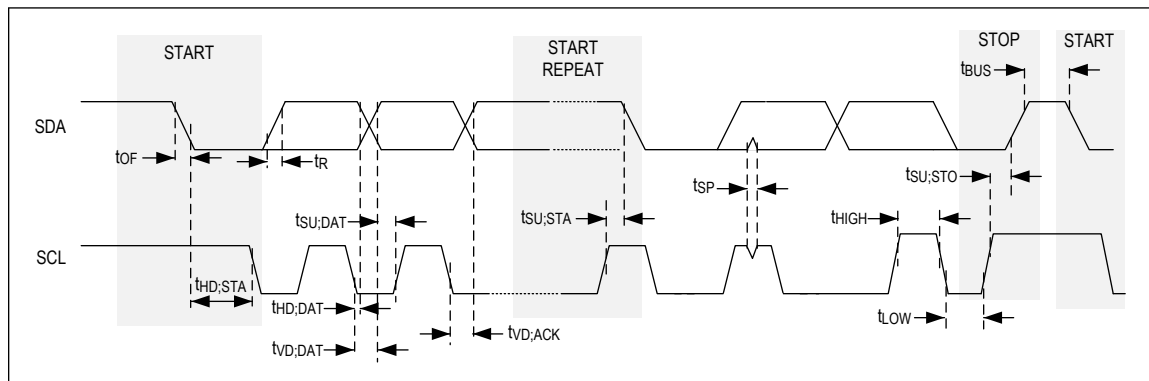 START
START
REPEAT
STOP
START
tBUS
SDA
tOF
tR
tSP
tSU;STO
tSU;DAT
tSU;STA
tHIGH
SCL
tHD;STA
tHD;DAT
tVD;ACK
tLOW
tVD;DAT